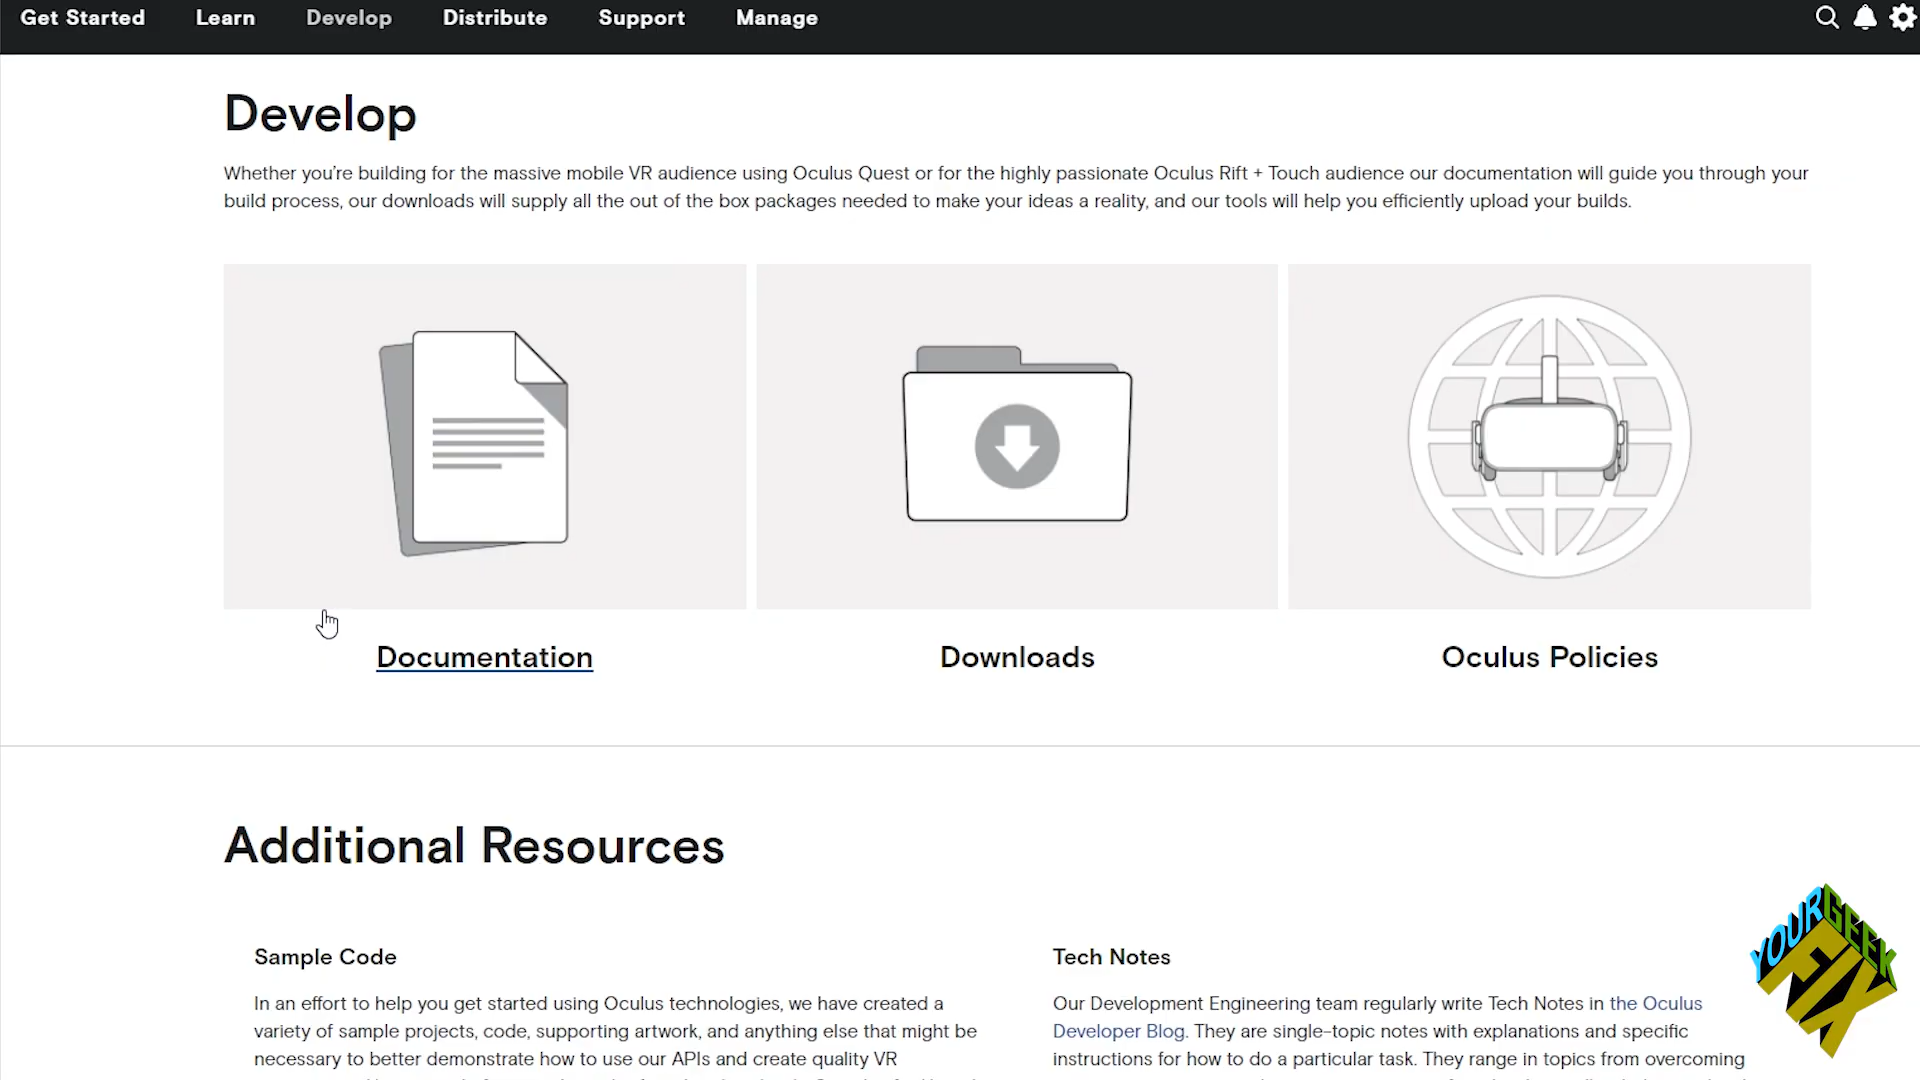 Get Started Learn Develop Distribute Support Manage
Develop
Whether you're building for the massive mobile VR audience using Oculus Quest or for the highly passionate Oculus Rift + Touch audience our documentation will guide you through your
build process, our downloads will supply all the out of the box packages needed to make your ideas a reality, and our tools will help you efficiently upload your builds.
Documentation
Downloads
Oculus Policies
Additional Resources
Sample Code
In an effort to help you get started using Oculus technologies, we have created a
variety of sample projects, code, supporting artwork, and anything else that might be
necessary to better demonstrate how to use our APIs and create quality VR
Tech Notes
Our Development Engineering team regularly write Tech Notes in the Oculus
Developer Blog. They are single-topic notes with explanations and specific
instructions for how to do a particular task. They range in topics from overcoming
YOURGEEK
FIX